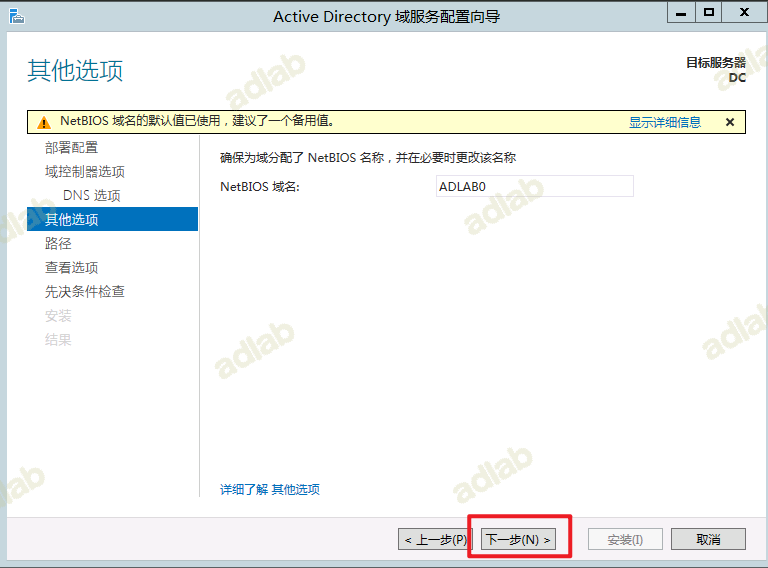 Active Directory 域服务配置向导
其他选项
目标服务器
DC
NetBIOS 域名的默认值已使用，建议了一个备用值。
显示详细信息
部署配置
域控制器选项
DNS 选项
其他选项
路径
查看选项
先决条件检查
安装
结果
确保为域分配了 NetBIOS 名称，并在必要时更改该名称
NetBIOS 域名:
ADLAB0
详细了解 其他选项
< 上一步(P)
下一步(N) >
安装(I)
取消
adlab
adlab
adlab
adlab
adlab
adlab
adlab
adlab